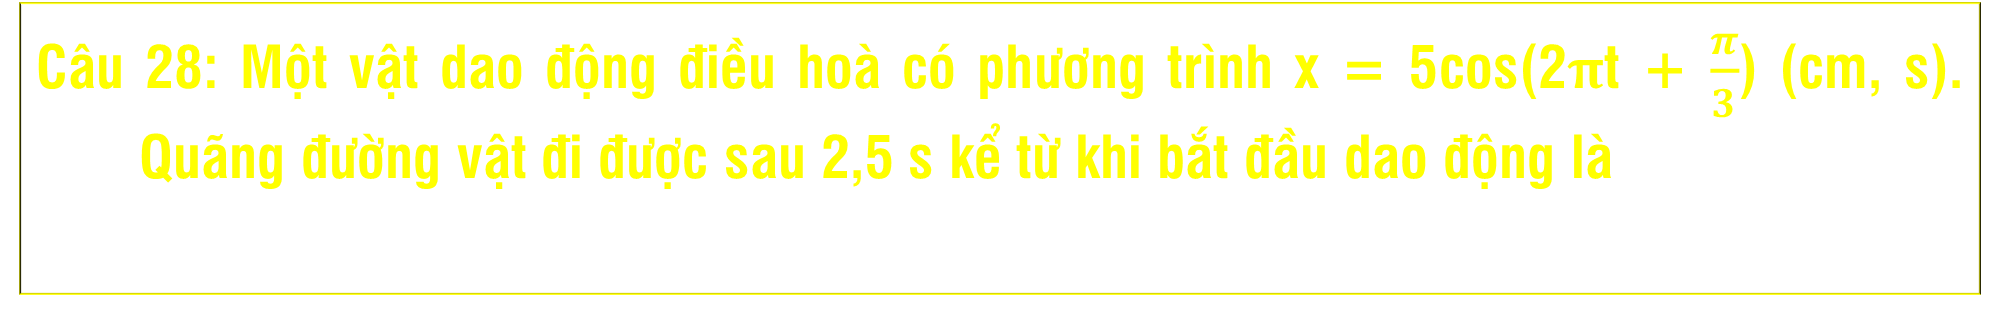 Câu 28: Một vật dao động điều hoà có phương trình x = 5cos(2πt + π/3) (cm, s).
Quãng đường vật đi được sau 2,5 s kể từ khi bắt đầu dao động là